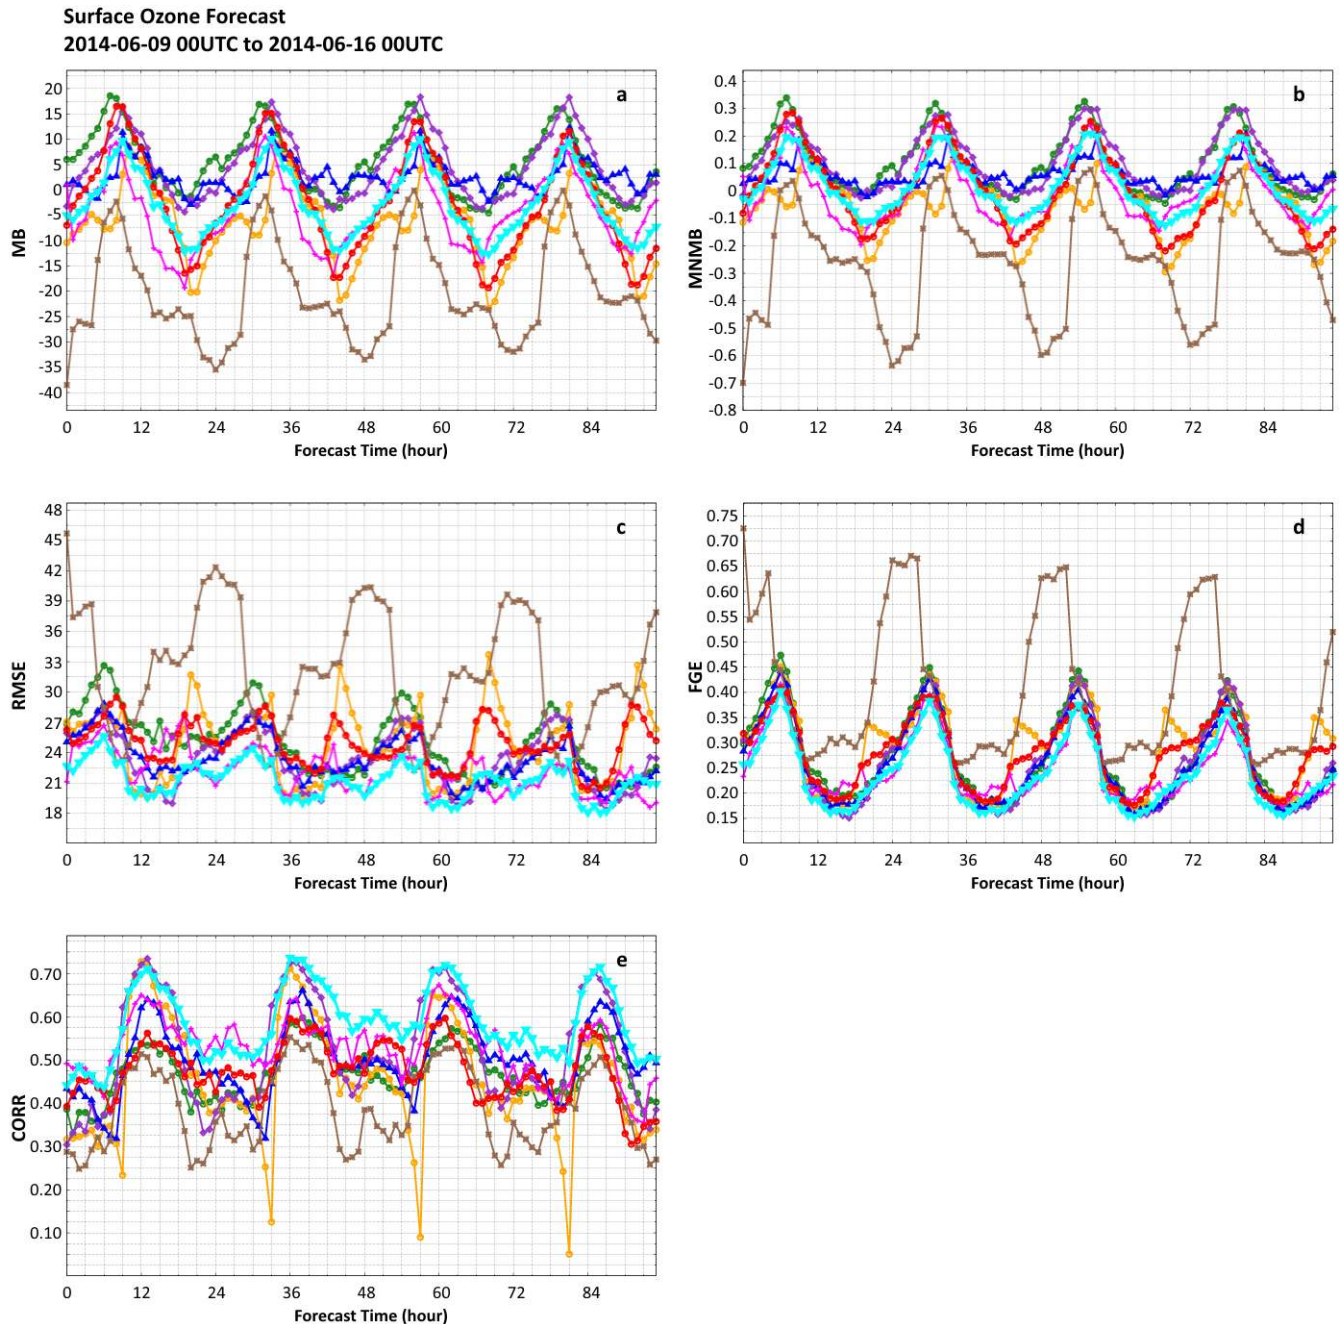 Surface Ozone Forecast
2014-06-09 00UTC to 2014-06-16 00UTC
a
MB
20
15
10
5
0
-5
-10
-15
-20
-25
-30
-35
-40
0 12 24 36 48 60 72 84
Forecast Time (hour)
b
MNMB
0.4
0.3
0.2
0.1
0
-0.1
-0.2
-0.3
-0.4
-0.5
-0.6
-0.7
-0.8
0 12 24 36 48 60 72 84
Forecast Time (hour)
c
RMSE
48
45
42
39
36
33
30
27
24
21
18
0 12 24 36 48 60 72 84
Forecast Time (hour)
d
FGE
0.75
0.70
0.65
0.60
0.55
0.50
0.45
0.40
0.35
0.30
0.25
0.20
0.15
0 12 24 36 48 60 72 84
Forecast Time (hour)
e
CORR
0.70
0.60
0.50
0.40
0.30
0.20
0.10
0 12 24 36 48 60 72 84
Forecast Time (hour)